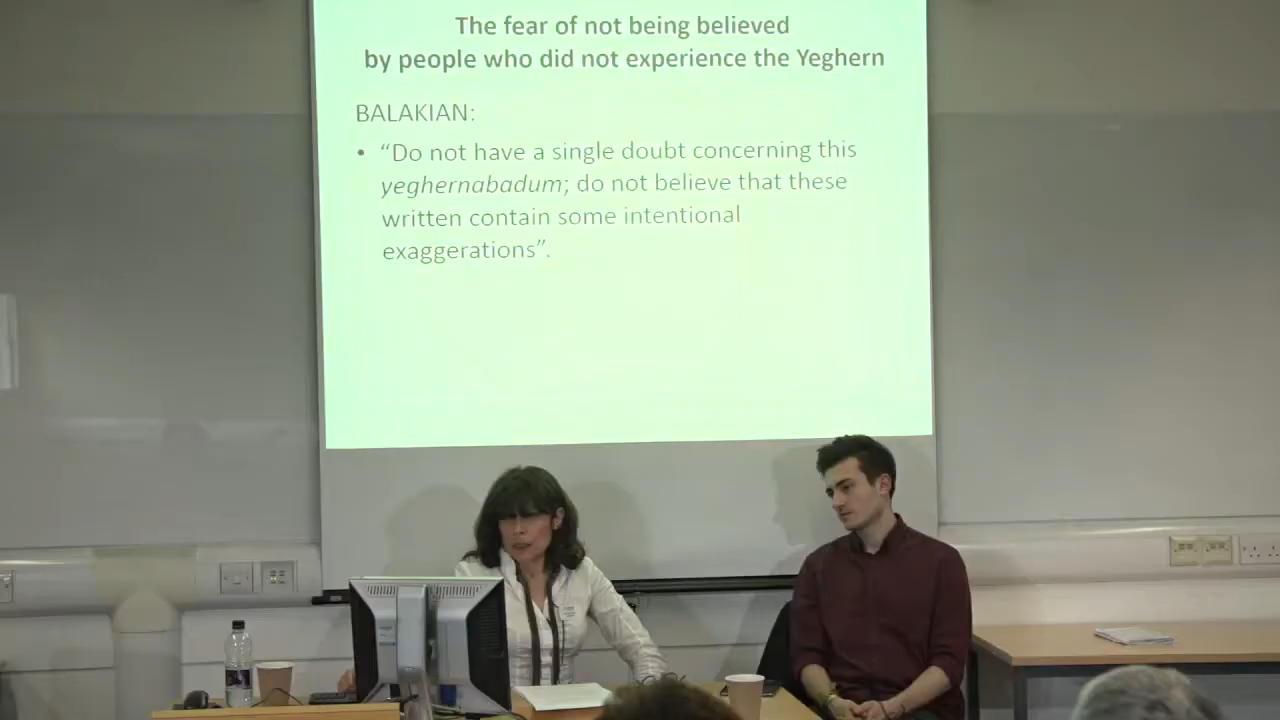 The fear of not being believed
by people who did not experience the Yeghern
BALAKIAN:
• “Do not have a single doubt concerning this
yeghernabadum; do not believe that these
written contain some intentional
exaggerations”.